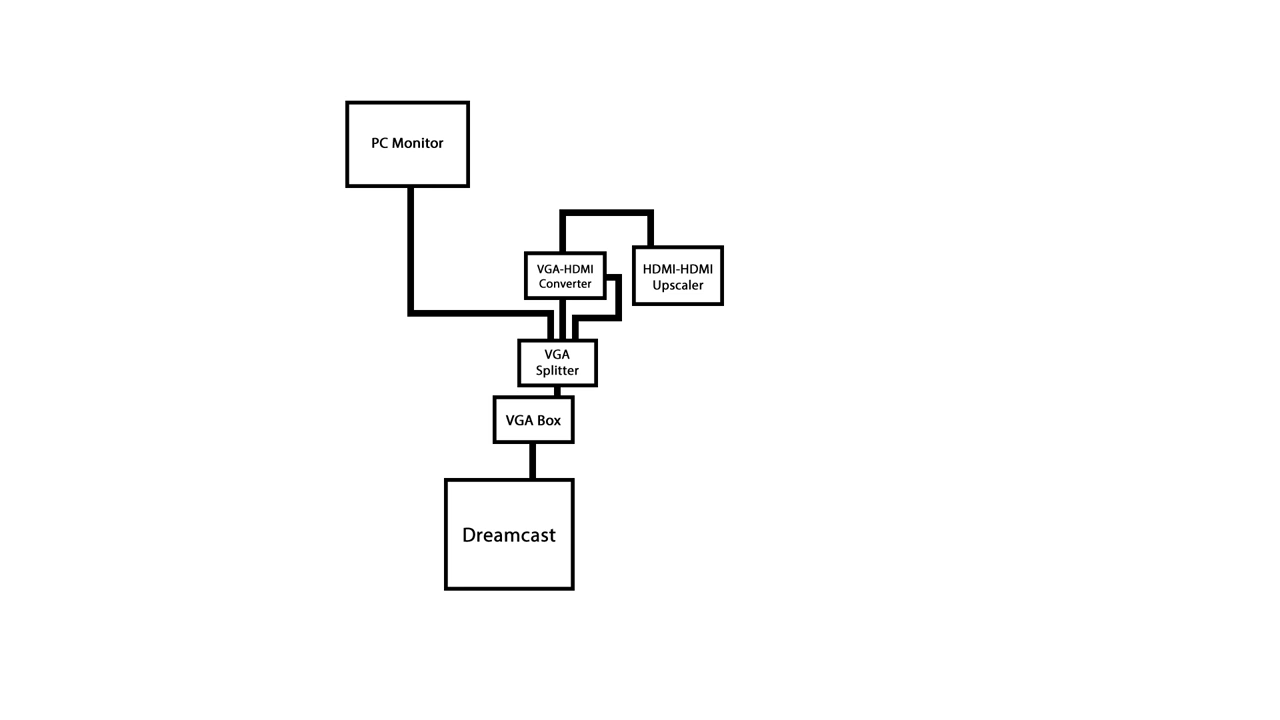 PC Monitor
VGA-HDMI
Converter
HDMI-HDMI
Upscaler
VGA
Splitter
VGA Box
Dreamcast